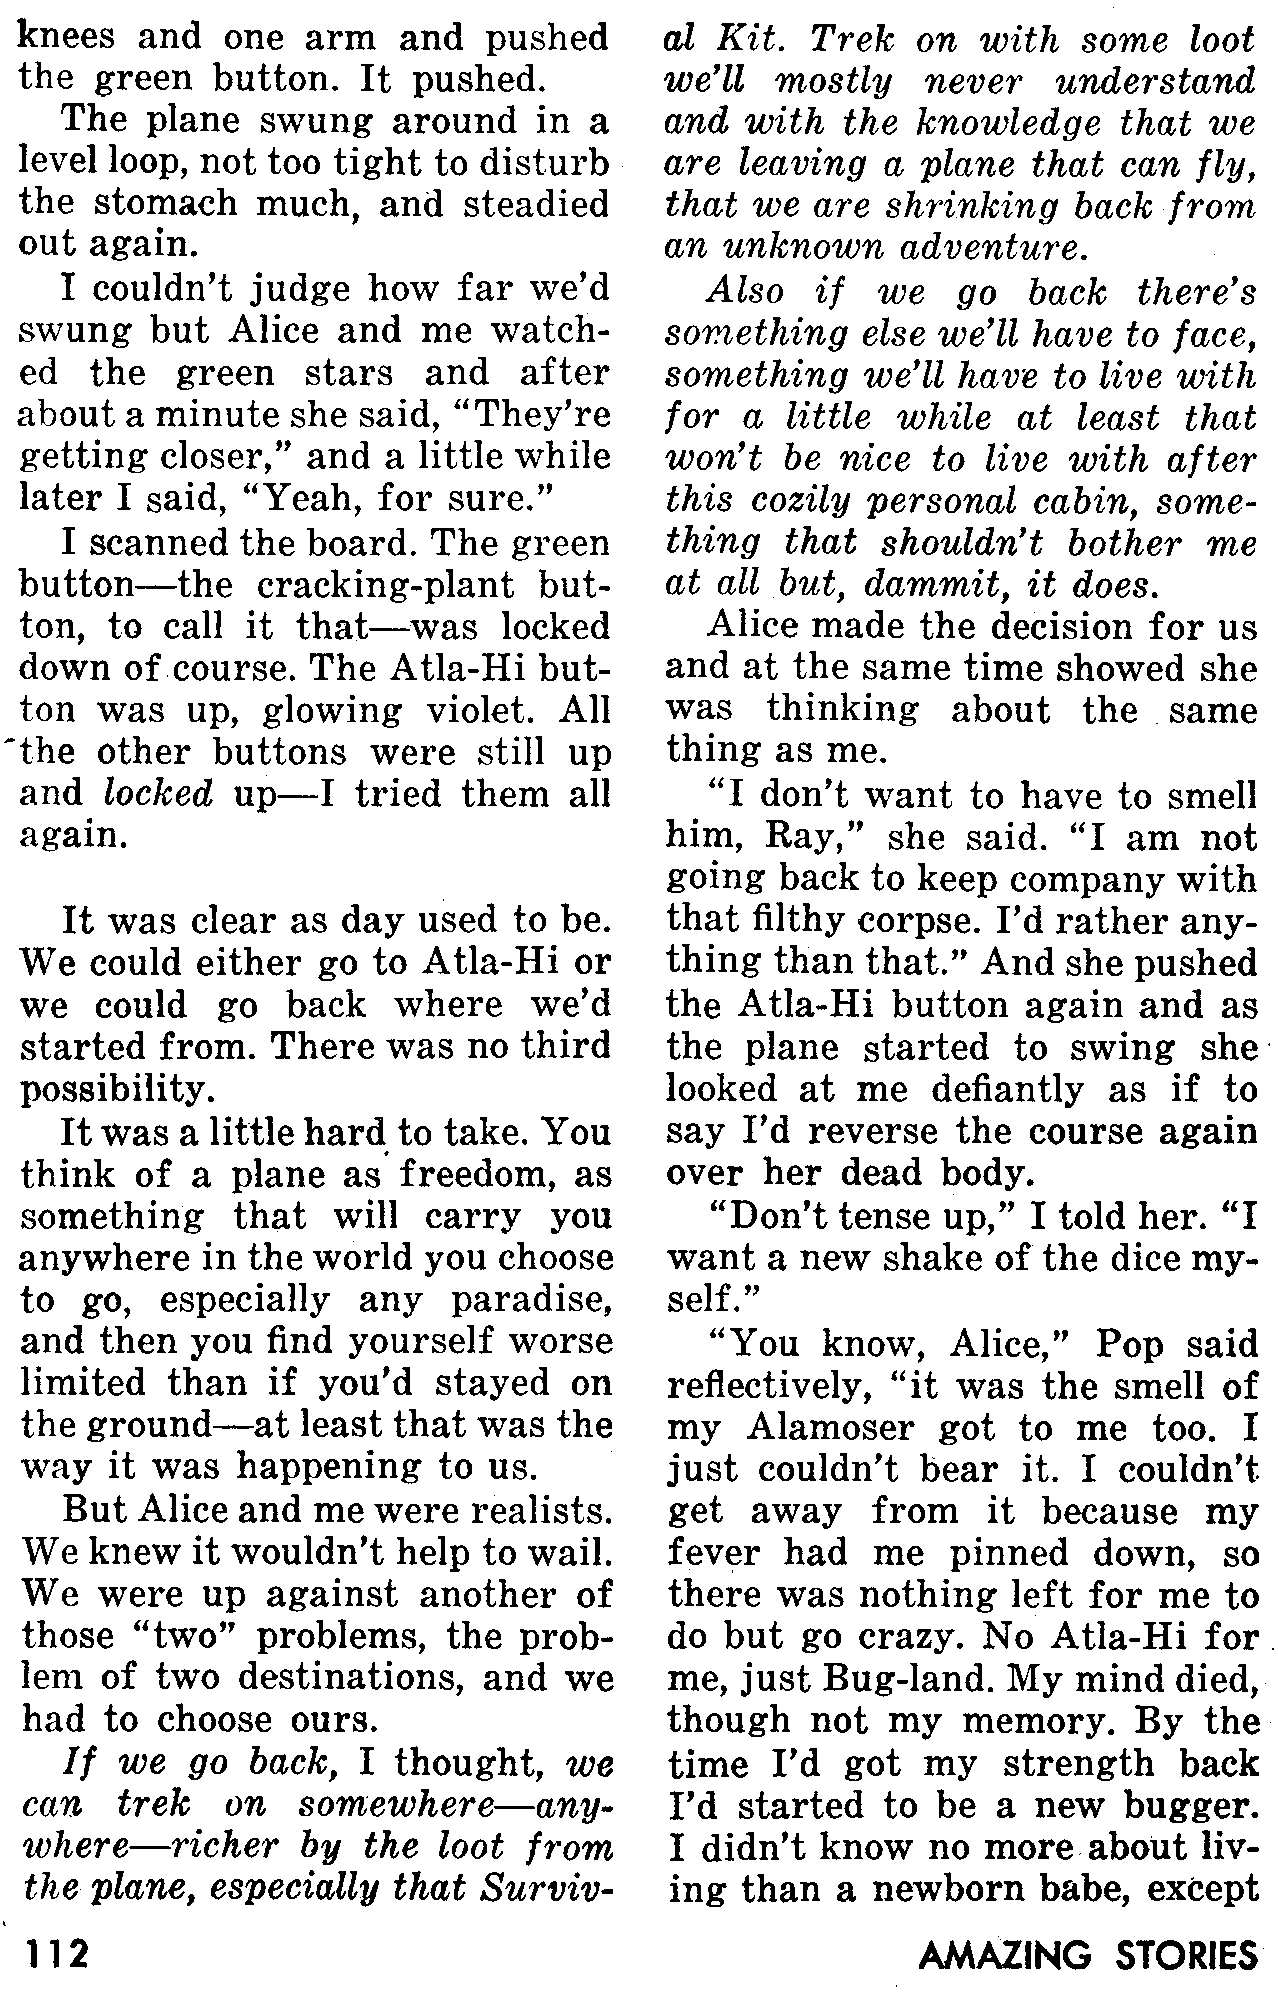 knees and one arm and pushed
the green button. It pushed.
The plane swung around in a
level loop, not too tight to disturb
the stomach much, and steadied
out again.
I couldn't judge how far we'd
swung but Alice and me watch-
ed the green stars and after
about a minute she said, “They're
getting closer,” and a little while
later I said, “Yeah, for sure.”
I scanned the board. The green
button—the cracking-plant but-
ton, to call it that—was locked
down of course. The Atla-Hi but-
ton was up, glowing violet. All
the other buttons were still up
and locked up—I tried them all
again.
It was clear as day used to be.
We could either go to Atla-Hi or
we could go back where we'd
started from. There was no third
possibility.
It was a little hard to take. You
think of a plane as freedom, as
something that will carry you
anywhere in the world you choose
to go, especially any paradise,
and then you find yourself worse
limited than if you'd stayed on
the ground—at least that was the
way it was happening to us.
But Alice and me were realists.
We knew it wouldn't help to wail.
We were up against another of
those “two” problems, the prob-
lem of two destinations, and we
had to choose ours.
If we go back, I thought, we
can trek on somewhere—any-
where—richer by the loot from
the plane, especially that Surviv-
al Kit. Trek on with some loot
we'll mostly never understand
and with the knowledge that we
are leaving a plane that can fly,
that we are shrinking back from
an unknown adventure.
Also if we go back there's
something else we'll have to face,
something we'll have to live with
for a little while at least that
won't be nice to live with after
this cozily personal cabin, some-
thing that shouldn't bother me
at all but, dammit, it does.
Alice made the decision for us
and at the same time showed she
was thinking about the same
thing as me.
“I don't want to have to smell
him, Ray,” she said. “I am not
going back to keep company with
that filthy corpse. I'd rather any-
thing than that.” And she pushed
the Atla-Hi button again and as
the plane started to swing she
looked at me defiantly as if to
say I'd reverse the course again
over her dead body.
“Don't tense up,” I told her. “I
want a new shake of the dice my-
self.”
“You know, Alice,” Pop said
reflectively, “it was the smell of
my Alamoser got to me too. I
just couldn't bear it. I couldn't
get away from it because my
fever had me pinned down, so
there was nothing left for me to
do but go crazy. No Atla-Hi for
me, just Bug-land. My mind died,
though not my memory. By the
time I'd got my strength back
I'd started to be a new bugger.
I didn't know no more about liv-
ing than a newborn babe, except
112
AMAZING STORIES